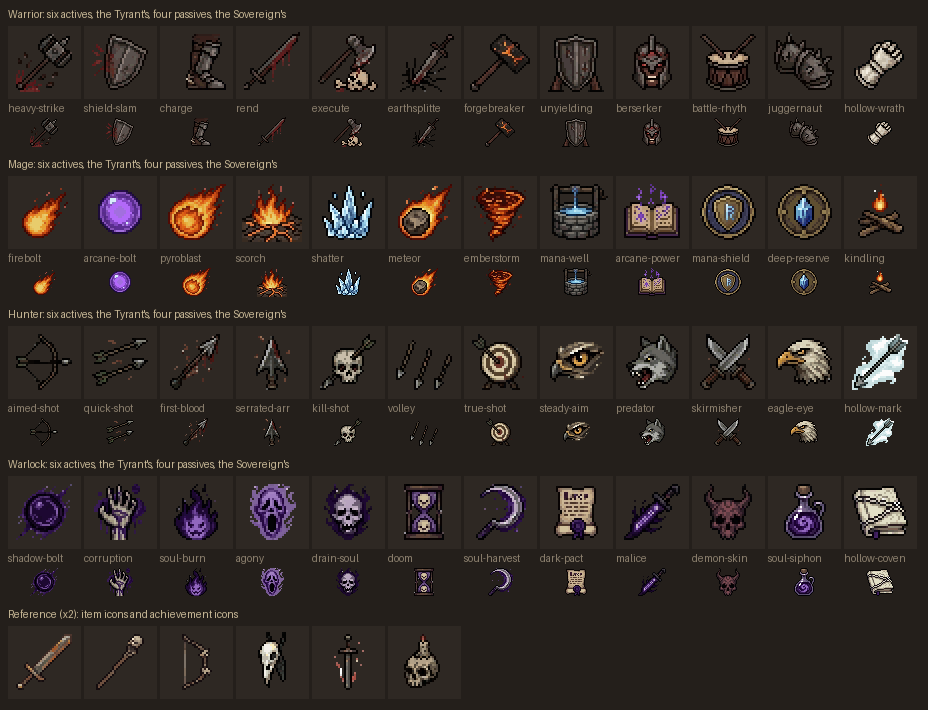 Warrior: six actives, the Tyrant's, four passives, the Sovereign's
heavy-strike shield-slam charge rend execute earthsplitte forgebreaker unyielding berserker battle-rhyth juggernaut hollow-wrath
Mage: six actives, the Tyrant's, four passives, the Sovereign's
firebolt arcane-bolt pyroblast scorch shatter meteor emberstorm mana-well arcane-power mana-shield deep-reserve kindling
Hunter: six actives, the Tyrant's, four passives, the Sovereign's
aimed-shot quick-shot first-blood serrated-arr kill-shot volley true-shot steady-aim predator skirmisher eagle-eye hollow-mark
Warlock: six actives, the Tyrant's, four passives, the Sovereign's
shadow-bolt corruption soul-burn agony drain-soul doom soul-harvest dark-pact malice demon-skin soul-siphon hollow-coven
Reference (x2): item icons and achievement icons